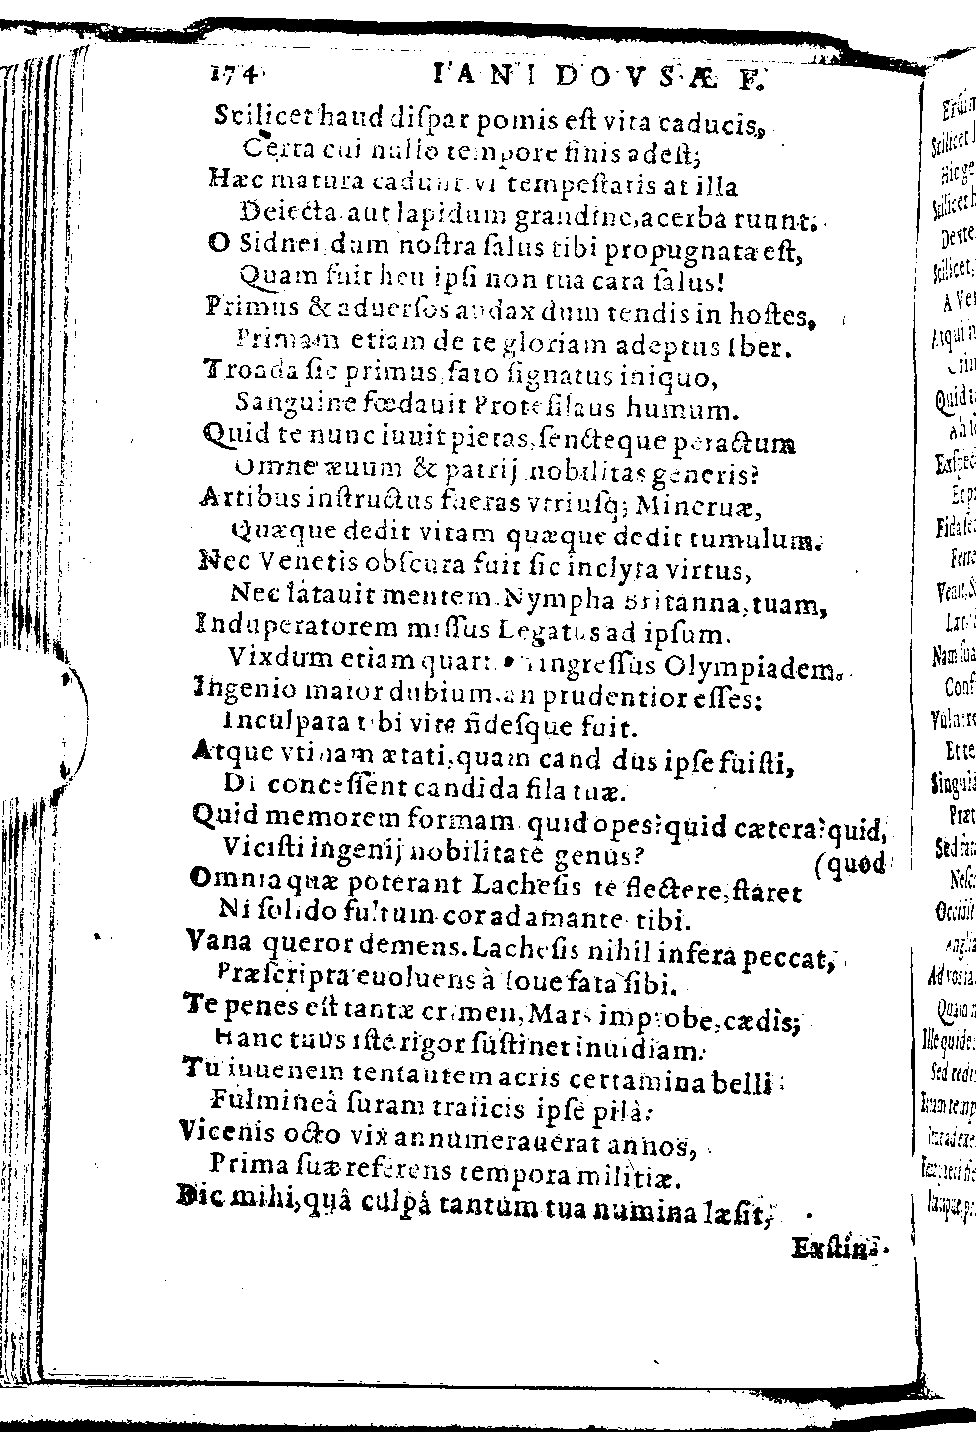 174 IANI DOVSÆ F.
Scilicet haud diſpar pomis eſt vita caducis,
Certa cui nullo tempore finis adeſt;
Hæc matura cadunt vi tempeſtatis at illa
Deiecta aut lapidum grandine, acerba ruunt.
O Sidnei dum noſtra ſalus tibi propugnata eſt,
Quam fuit heu ipſi non tua cara ſalus!
Primus & aduerſos audax dum tendis in hoſtes,
Primam etiam de te gloriam adeptus Iber.
Troada ſic primus, fato ſignatus iniquo,
Sanguine fœdauit Proteſilaus humum.
Quid te nunc iuuit pietas, ſencteque peractum
Omne æuum & patrij nobilitas generis?
Artibus inſtructus fueras vtriuſq; Mineruæ,
Quæque dedit vitam quæque dedit tumulum.
Nec Venetis obſcura fuit ſic inclyta virtus,
Nec latauit mentem Nympha Britanna, tuam,
Induperatorem miſſus Legatus ad ipſum.
Vixdum etiam ingreſſus Olympiadem.
Ingenio maior dubium an prudentior eſſes:
Inculpata tibi vite fideſque fuit.
Atque vtinam ætati, quam candidus ipſe fuiſti,
Di conceſſent candida fila tuæ.
Quid memorem formam quid opes? quid cætera? quid,
Viciſti ingenij nobilitate genus? (quod
Omnia quæ poterant Lacheſis te flectere, ſtaret
Ni ſolido fultum cor adamante tibi.
Vana queror demens. Lacheſis nihil infera peccat,
Præſcripta euoluens à Ioue fata ſibi.
Te penes eſt tantæ crimen, Mars improbe, cædis;
Hanc tuus iſte rigor ſuſtinet inuidiam.
Tu iuuenem tentantem acris certamina belli
Fulmineâ ſuram traiicis ipſe pilâ:
Vicenis octo vix annumerauerat annos,
Prima ſuæ referens tempora militiæ.
Dic mihi, quâ culpâ tantùm tua numina læſit,
Exſtin-